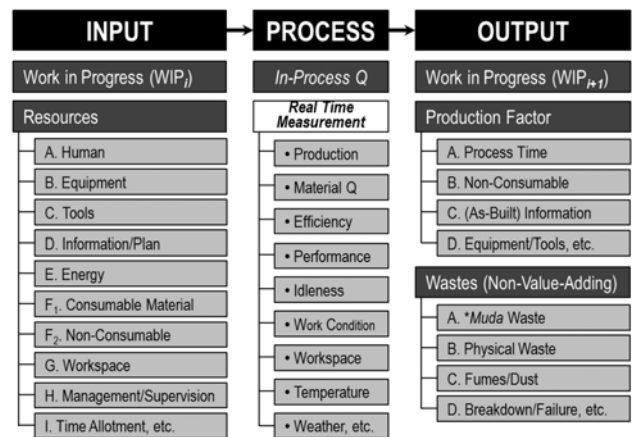 INPUT
PROCESS
OUTPUT
Work in Progress (WIPi)
Resources
A. Human
B. Equipment
C. Tools
D. Information/Plan
E. Energy
F1. Consumable Material
F2. Non-Consumable
G. Workspace
H. Management/Supervision
I. Time Allotment, etc.
In-Process Q
Real Time
Measurement
• Production
• Material Q
• Efficiency
• Performance
• Idleness
• Work Condition
• Workspace
• Temperature
• Weather, etc.
Work in Progress (WIPi+1)
Production Factor
A. Process Time
B. Non-Consumable
C. (As-Built) Information
D. Equipment/Tools, etc.
Wastes (Non-Value-Adding)
A. *Muda Waste
B. Physical Waste
C. Fumes/Dust
D. Breakdown/Failure, etc.